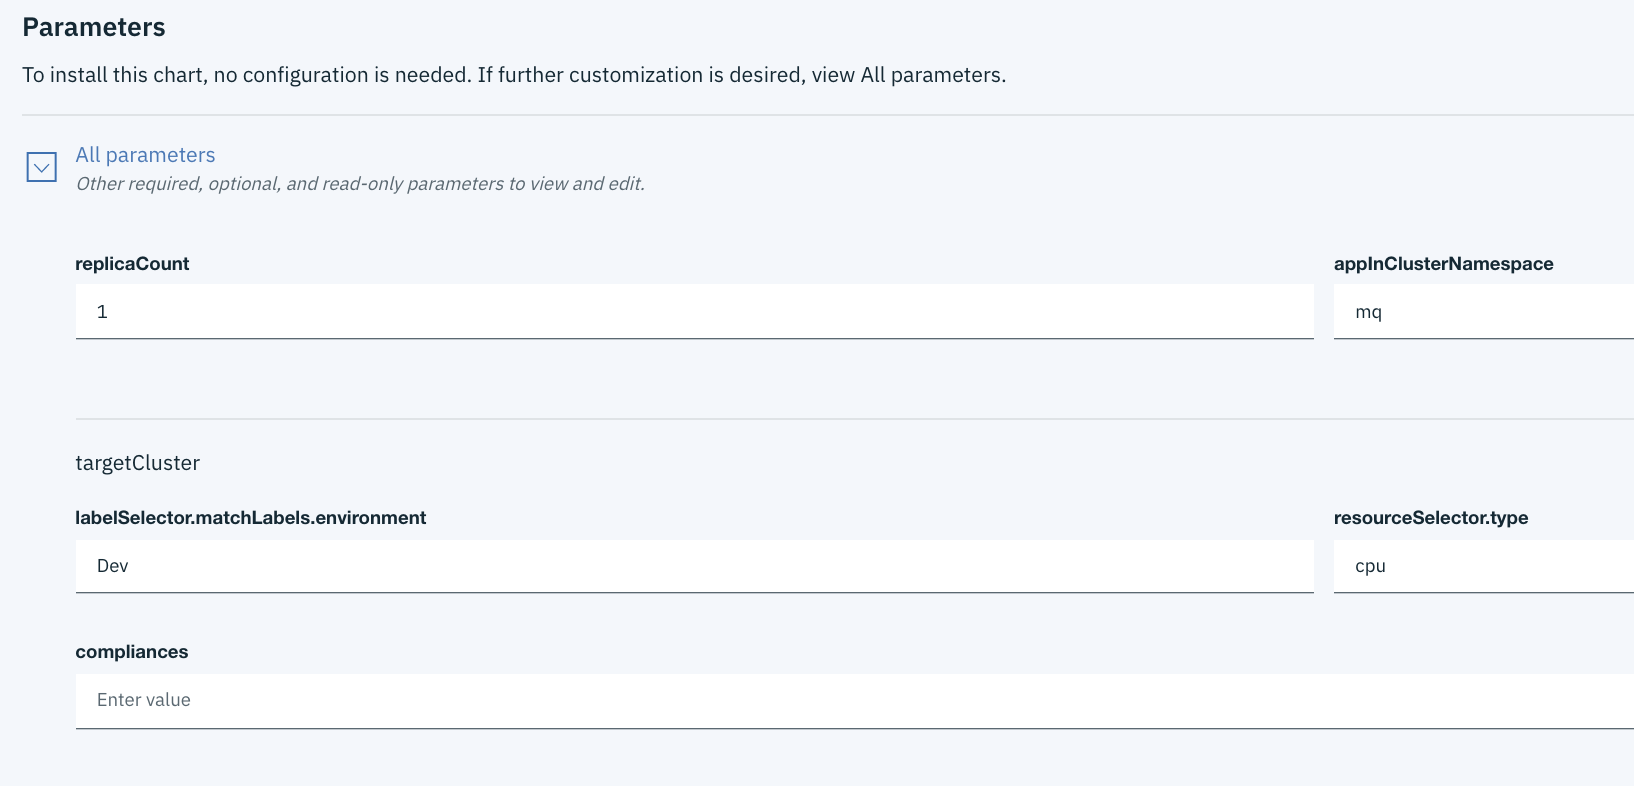 Parameters
To install this chart, no configuration is needed. If further customization is desired, view All parameters.
All parameters
Other required, optional, and read-only parameters to view and edit.
replicaCount
appInClusterNamespace
1
mq
targetCluster
labelSelector.matchLabels.environment
resourceSelector.type
Dev
cpu
compliances
Enter value